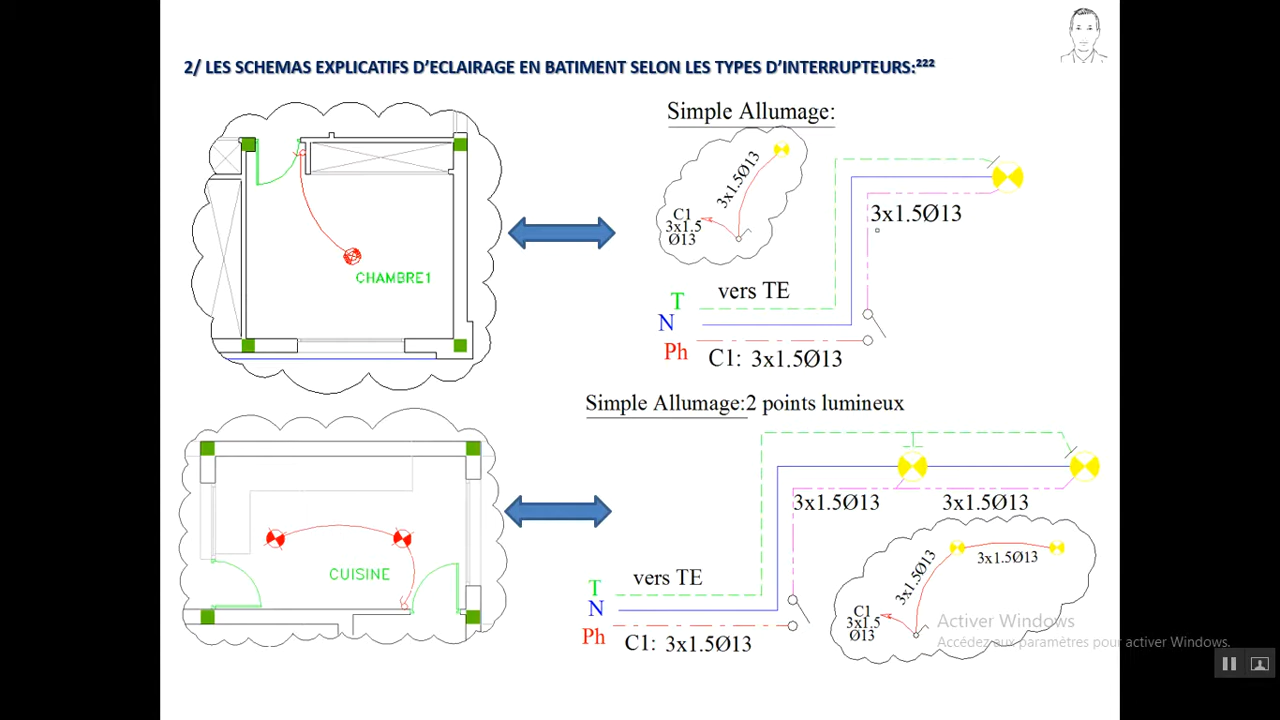 2/ LES SCHEMAS EXPLICATIFS D’ECLAIRAGE EN BATIMENT SELON LES TYPES D’INTERRUPTEURS:²²²
CHAMBRE1
Simple Allumage:
3x1.5Ø13
C1
3x1.5
Ø13
3x1.5Ø13
vers TE
T
N
Ph
C1: 3x1.5Ø13
CUISINE
Simple Allumage:2 points lumineux
3x1.5Ø13 3x1.5Ø13
vers TE
T
N
Ph
C1: 3x1.5Ø13
3x1.5Ø13
3x1.5Ø13
C1
3x1.5
Ø13
Activer Windows
Accédez aux paramètres pour activer Windows.